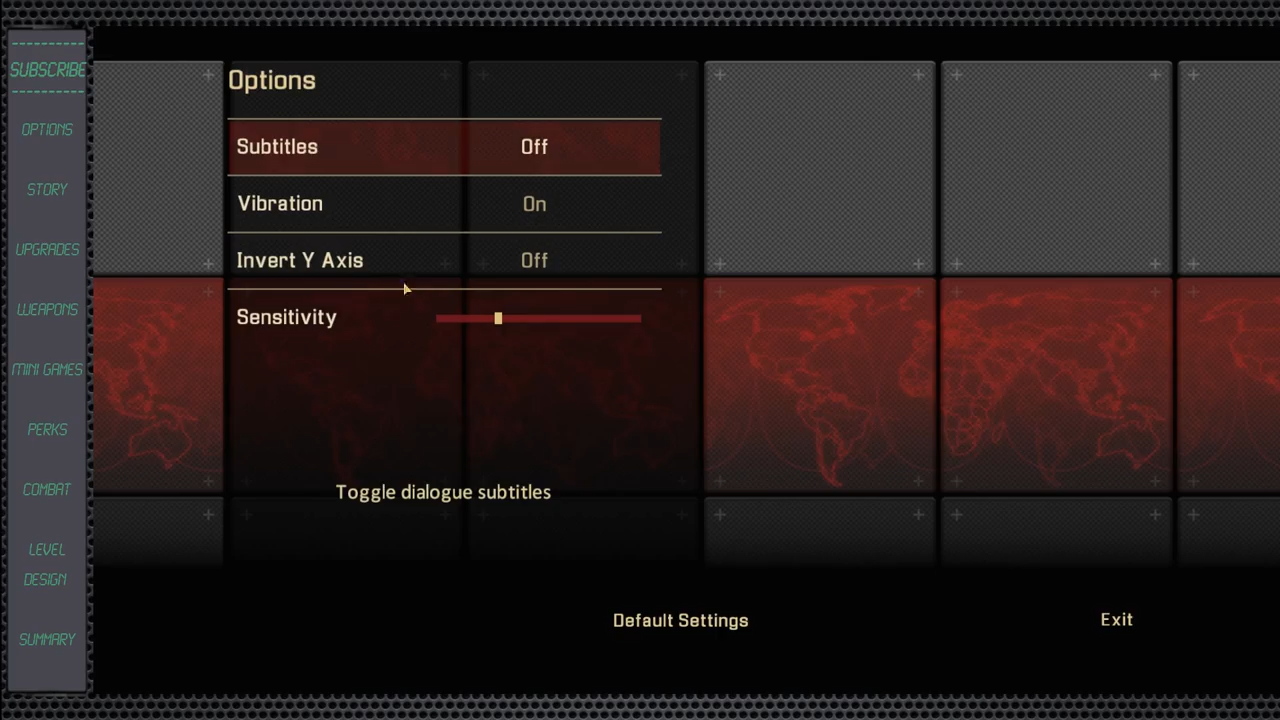 SUBSCRIBE
OPTIONS
STORY
UPGRADES
WEAPONS
MINI GAMES
PERKS
COMBAT
LEVEL
DESIGN
SUMMARY
Options
Subtitles Off
Vibration On
Invert Y Axis Off
Sensitivity
Toggle dialogue subtitles
Default Settings Exit